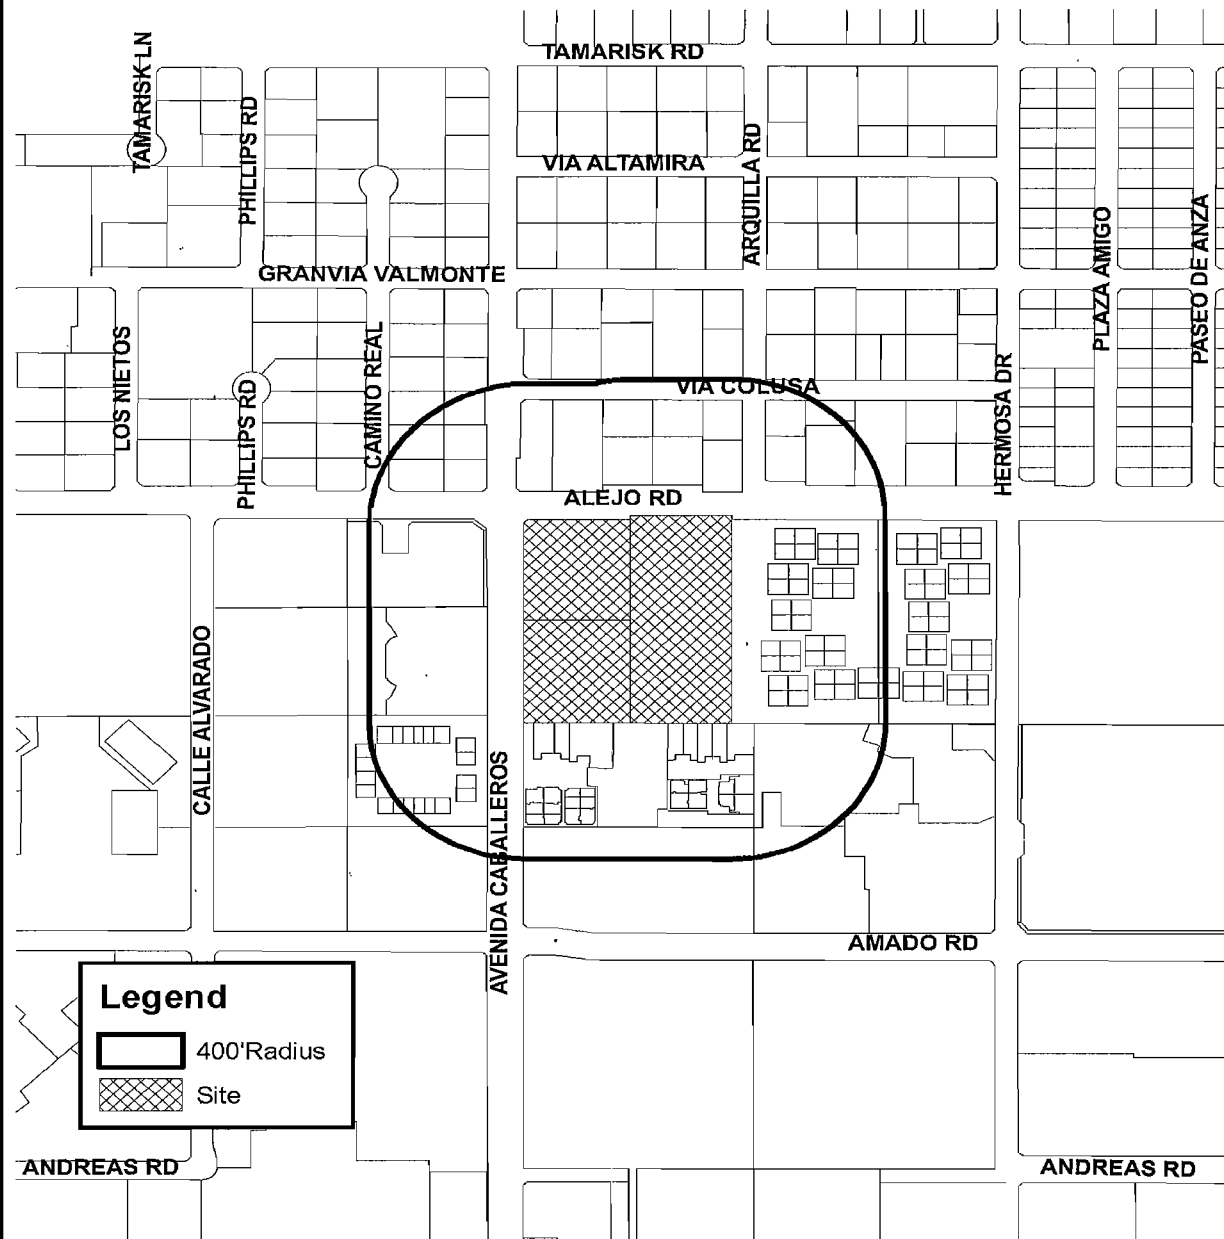 TAMARISK LN
TAMARISK RD
PHILLIPS RD
VIA ALTAMIRA
ARQUILLA RD
PLAZA AMIGO
PASEO DE ANZA
GRANVIA VALMONTE
LOS NIETOS
PHILLIPS RD
CAMINO REAL
VIA COLUSA
HERMOSA DR
ALEJO RD
CALLE ALVARADO
AVENIDA CABALLEROS
AMADO RD
Legend
400'Radius
Site
ANDREAS RD
ANDREAS RD